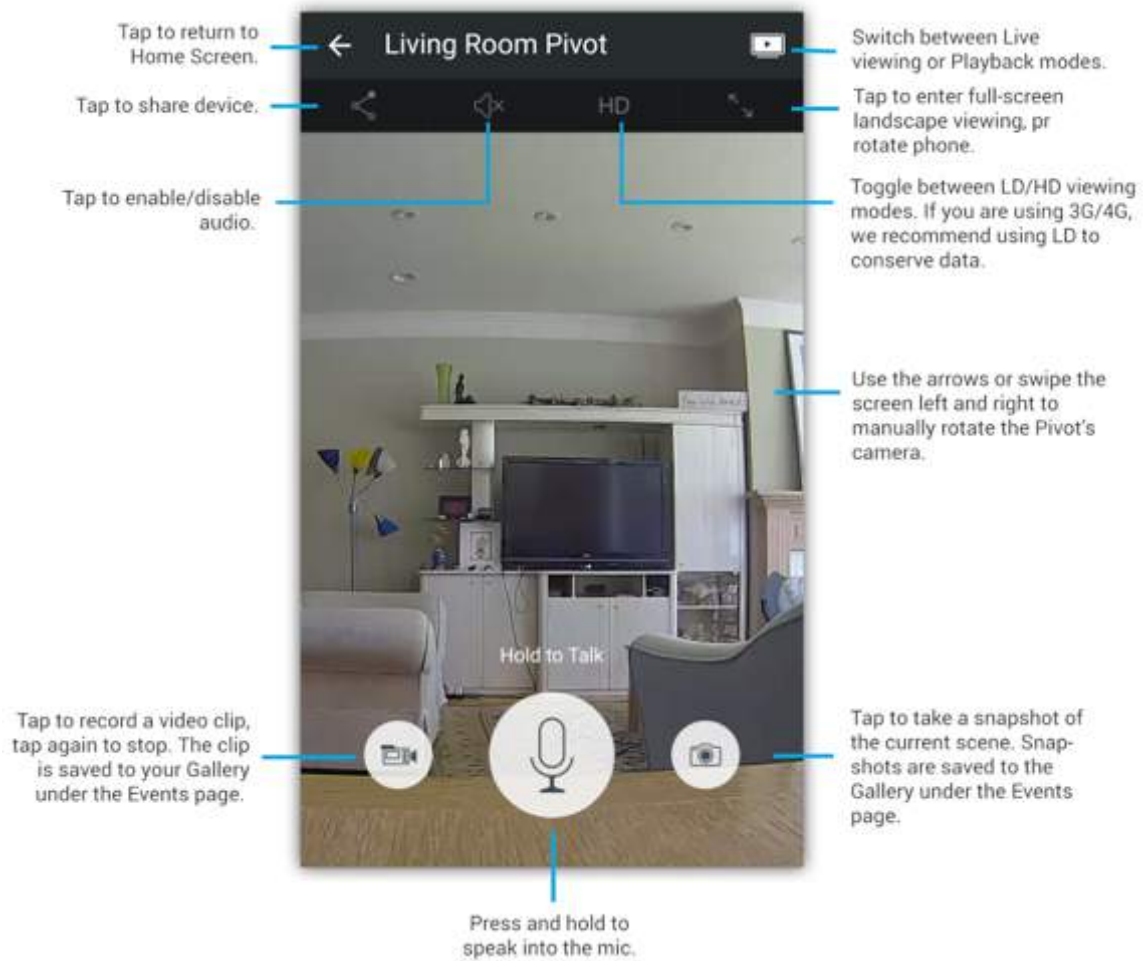 Tap to return to
Home Screen.
Living Room Pivot
Switch between Live
viewing or Playback modes.
Tap to share device.
HD
Tap to enter full-screen
landscape viewing, pr
rotate phone.
Tap to enable/disable
audio.
Toggle between LD/HD viewing
modes. If you are using 3G/4G,
we recommend using LD to
conserve data.
Use the arrows or swipe the
screen left and right to
manually rotate the Pivot's
camera.
Hold to Talk
Tap to record a video clip,
tap again to stop. The clip
is saved to your Gallery
under the Events page.
Tap to take a snapshot of
the current scene. Snap-
shots are saved to the
Gallery under the Events
page.
Press and hold to
speak into the mic.